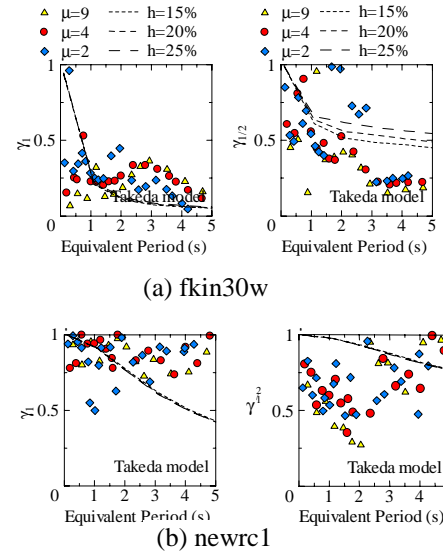 (a)
μ=9 h=15%
μ=4 h=20%
μ=2 h=25%
μ=9 h=15%
μ=4 h=20%
μ=2 h=25%
1
0.5
0
γ1
Takeda model
0 1 2 3 4 5
Equivalent Period (s)
1
0.5
0
γ1/2
Takeda model
0 1 2 3 4 5
Equivalent Period (s)
(a) fkin30w
(b)
1
0.5
0
γ1
Takeda model
0 1 2 3 4 5
Equivalent Period (s)
1
0.5
0
Takeda model
0 1 2 3 4
Equivalent Period (s)
(b) newrc1